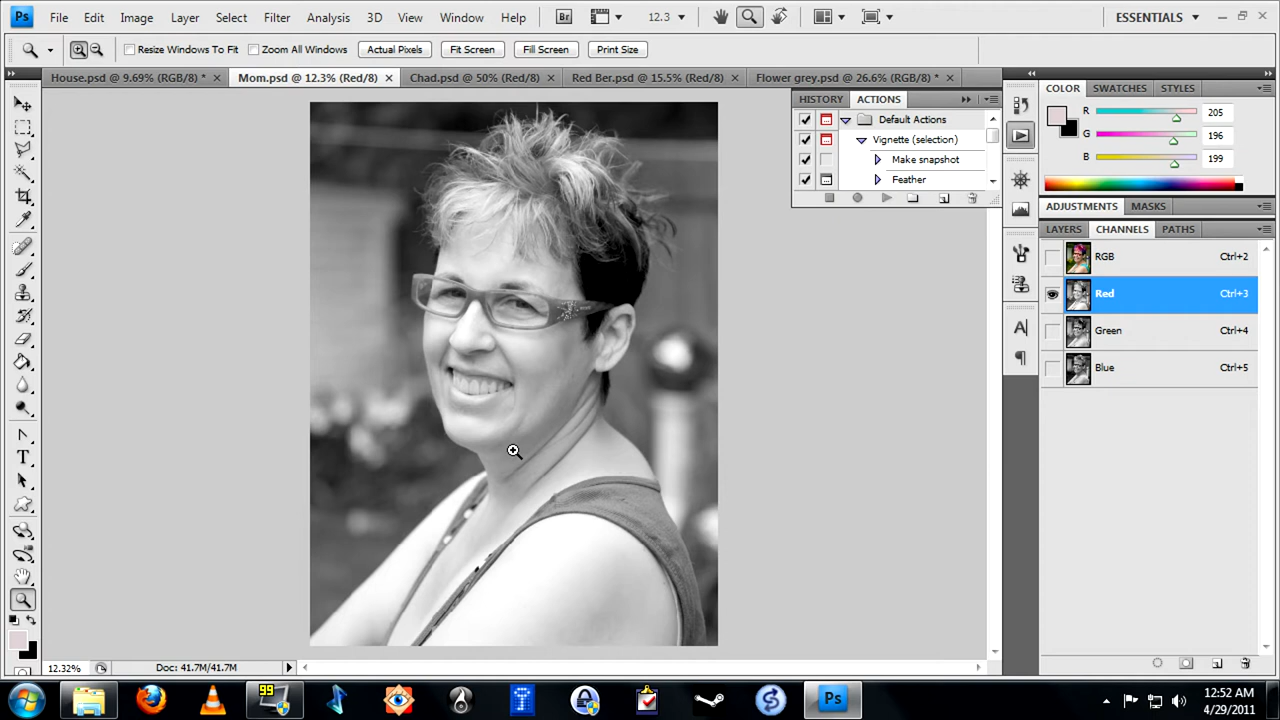 Ps File Edit Image Layer Select Filter Analysis 3D View Window Help Br 12.3 ESSENTIALS
Resize Windows To Fit Zoom All Windows Actual Pixels Fit Screen Fill Screen Print Size
House.psd @ 9.69% (RGB/8) * Mom.psd @ 12.3% (Red/8) Chad.psd @ 50% (Red/8) Red Ber.psd @ 15.5% (RGB/8) Flower grey.psd @ 26.6% (RGB/8) *
HISTORY ACTIONS
Default Actions
Vignette (selection)
Make snapshot
Feather
COLOR SWATCHES STYLES
R 205
G 196
B 199
ADJUSTMENTS MASKS
LAYERS CHANNELS PATHS
RGB Ctrl+2
Red Ctrl+3
Green Ctrl+4
Blue Ctrl+5
A
T
12.32% Doc: 41.7M/41.7M
99
Ps
12:52 AM
4/29/2011